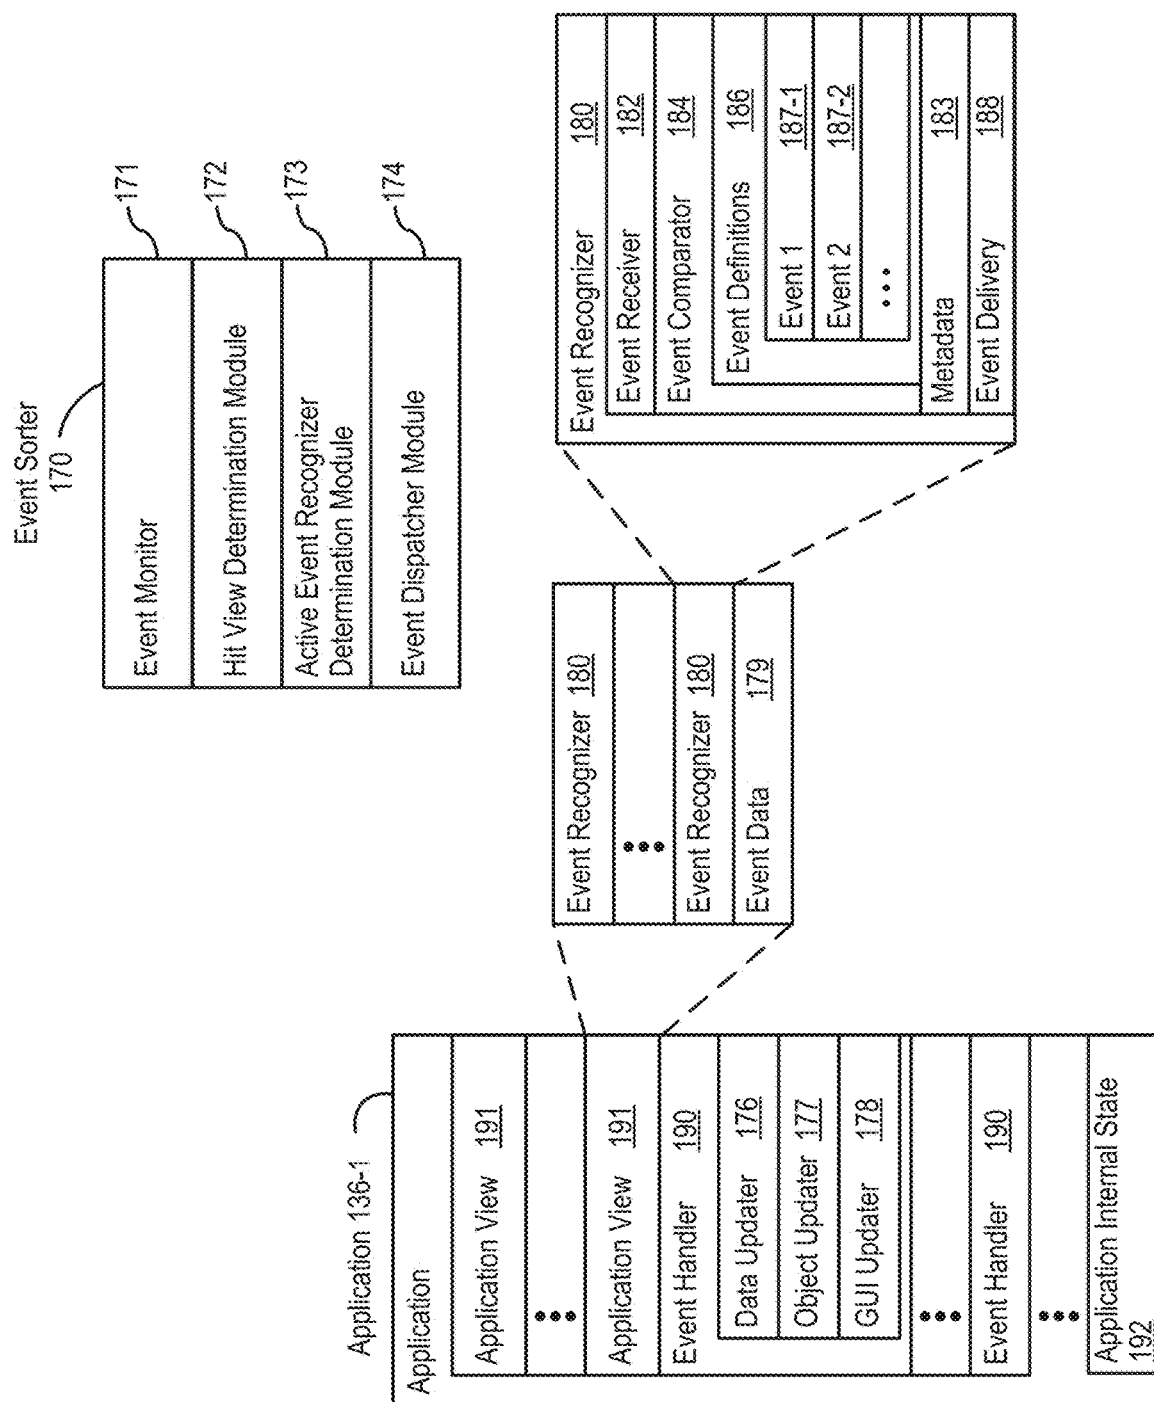 Event Sorter
170
Event Monitor
171
Hit View Determination Module
172
Active Event Recognizer
Determination Module
173
Event Dispatcher Module
174
Application 136-1
Application
Application View 191
•••
Application View 191
Event Handler 190
Data Updater 176
Object Updater 177
GUI Updater 178
•••
Event Handler 190
•••
Application Internal State
192
Event Recognizer 180
•••
Event Recognizer 180
Event Data 179
Event Recognizer 180
Event Receiver 182
Event Comparator 184
Event Definitions 186
Event 1 187-1
Event 2 187-2
•••
Metadata 183
Event Delivery 188